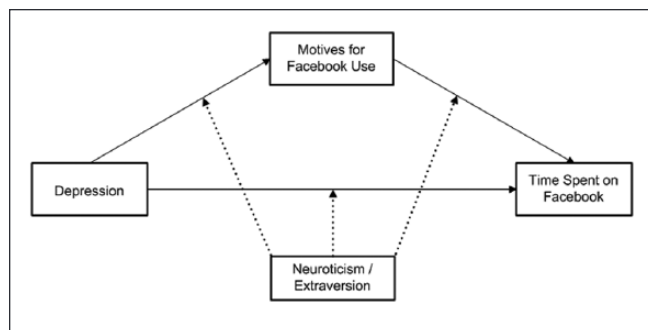 Motives for
Facebook Use
Depression
Time Spent on
Facebook
Neuroticism /
Extraversion